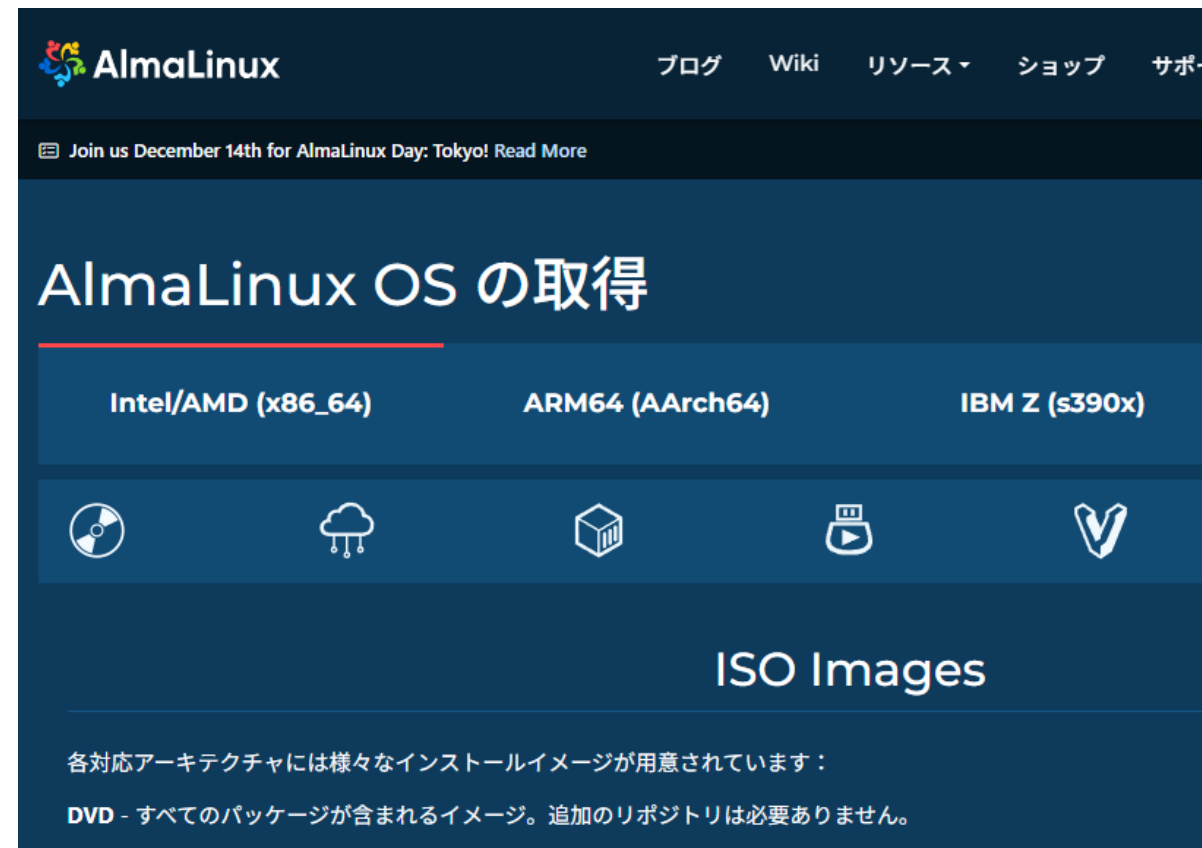 AlmaLinux
ブログ Wiki リソース ショップ サポー
Join us December 14th for AlmaLinux Day: Tokyo! Read More
AlmaLinux OS の取得
Intel/AMD (x86_64) ARM64 (AArch64) IBM Z (s390x)
ISO Images
各対応アーキテクチャには様々なインストールイメージが用意されています：
DVD - すべてのパッケージが含まれるイメージ。追加のリポジトリは必要ありません。